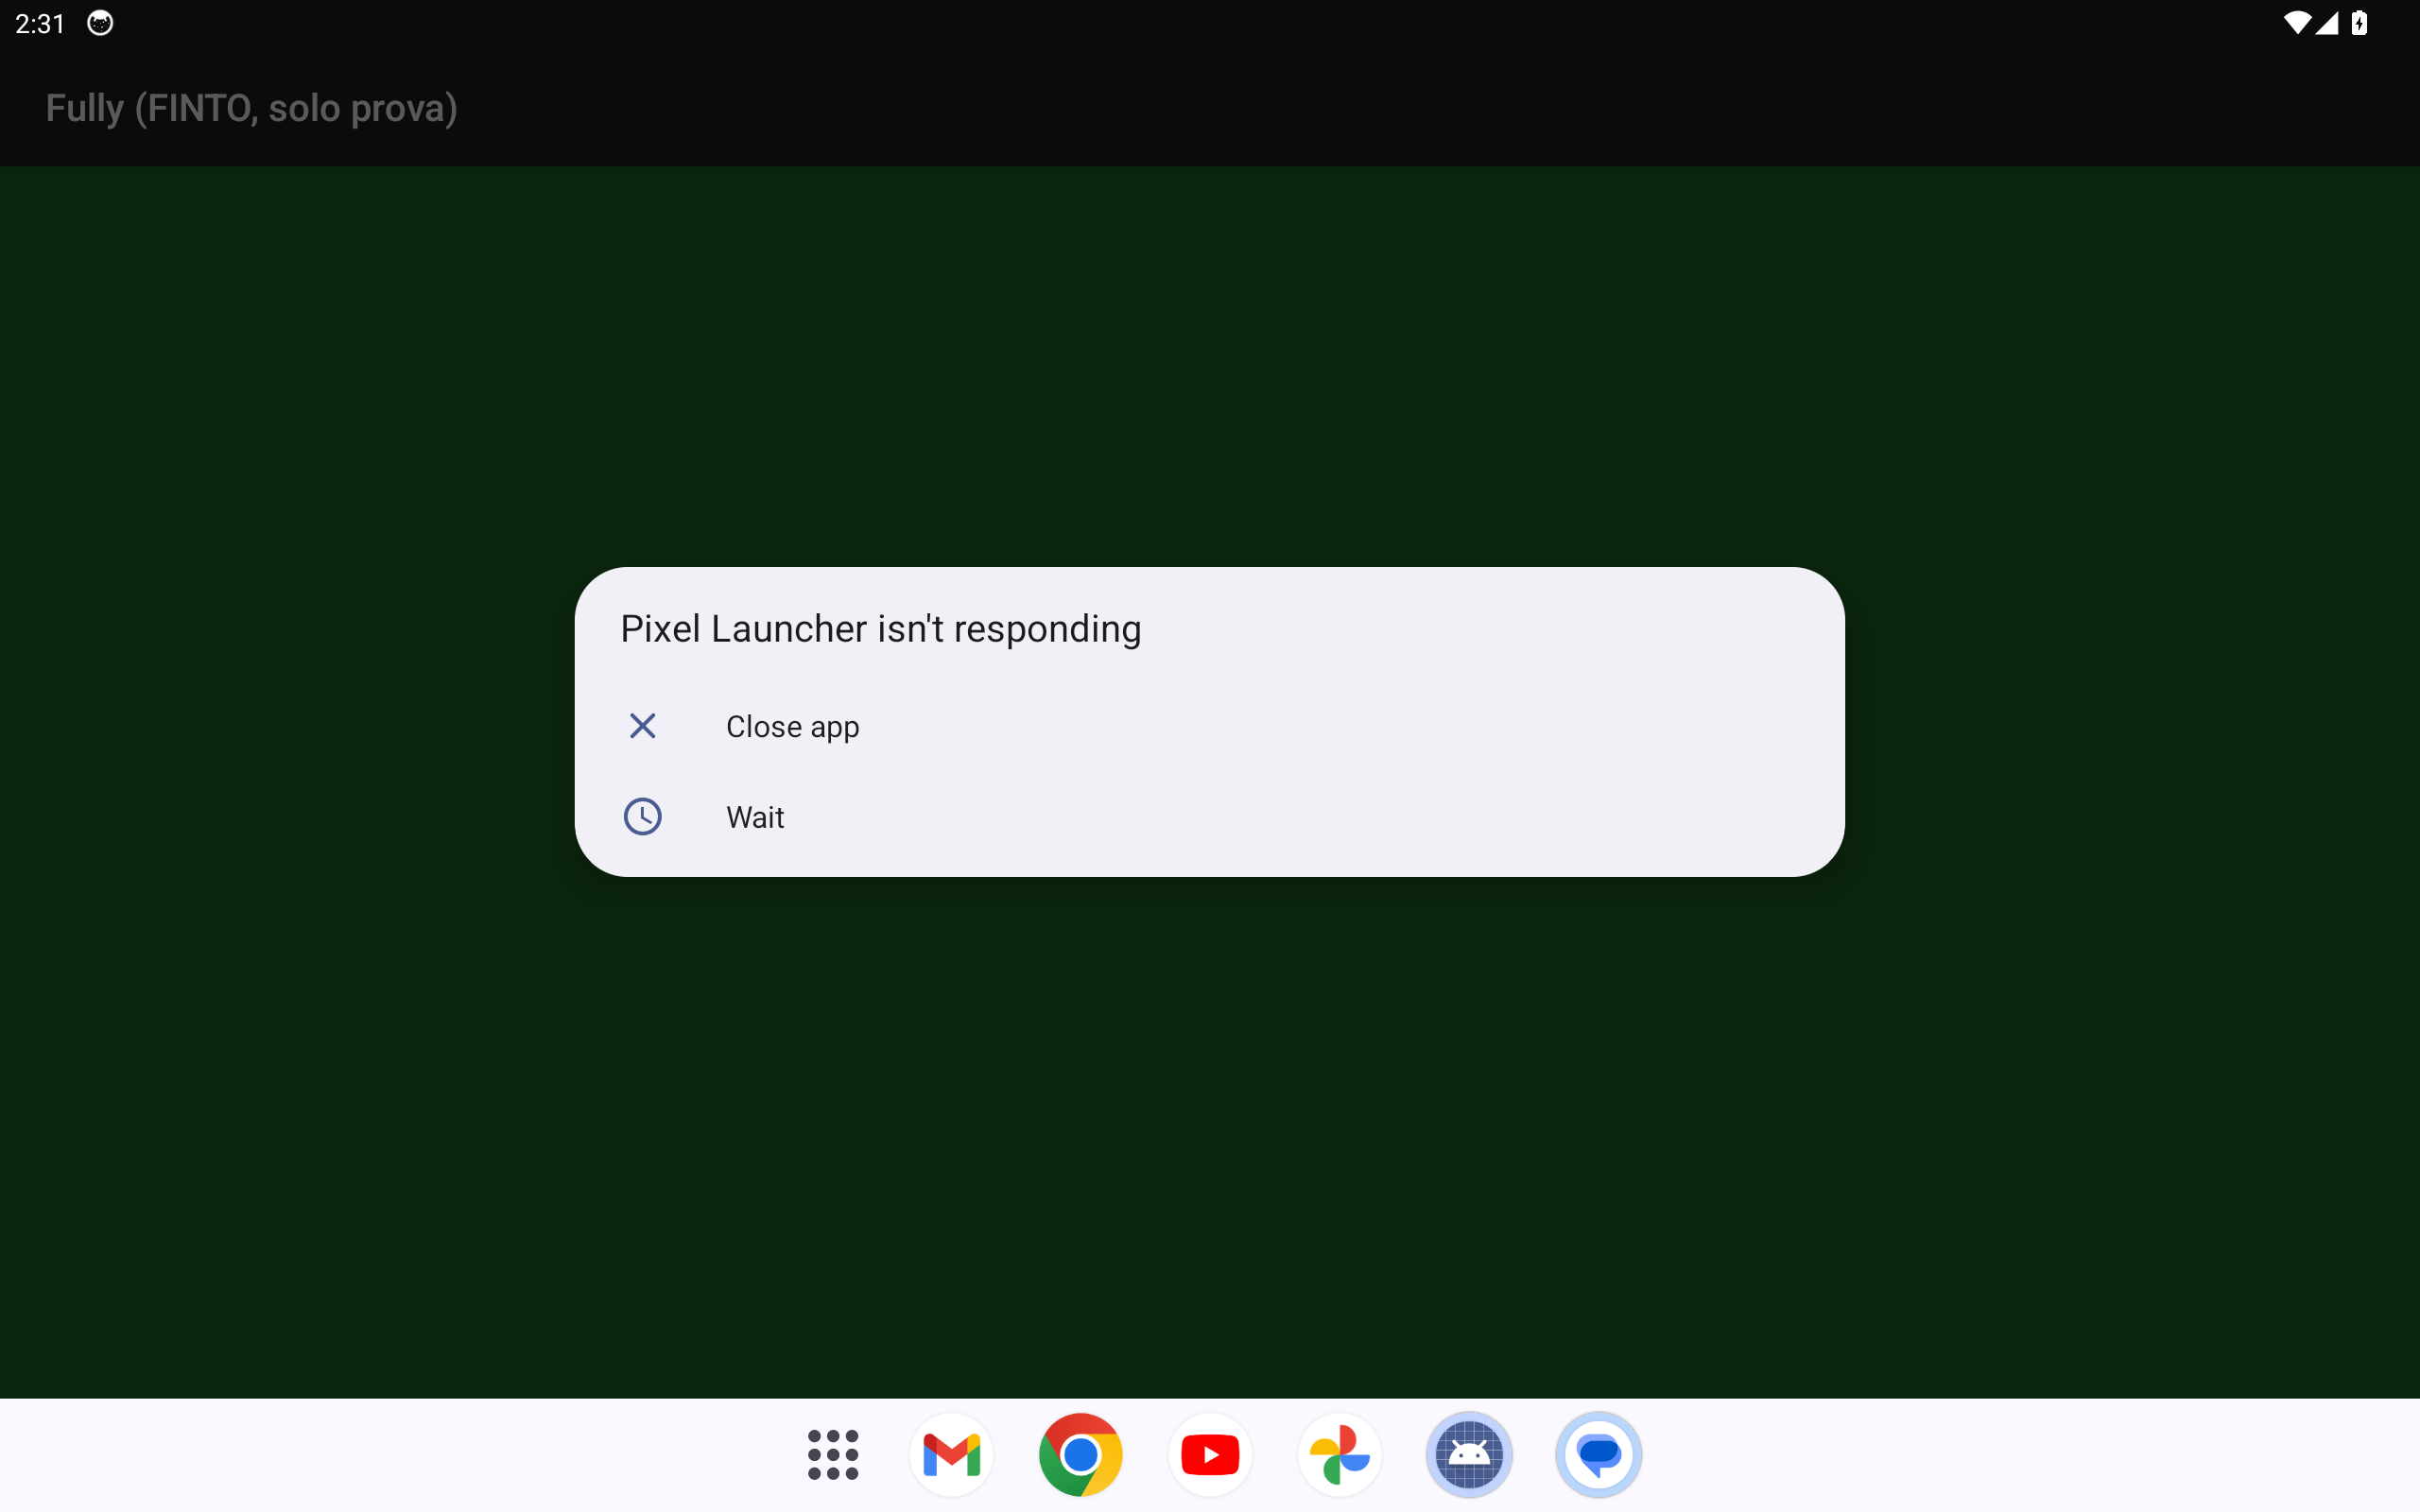 2:31
Fully (FINTO, solo prova)
Pixel Launcher isn't responding
Close app
Wait